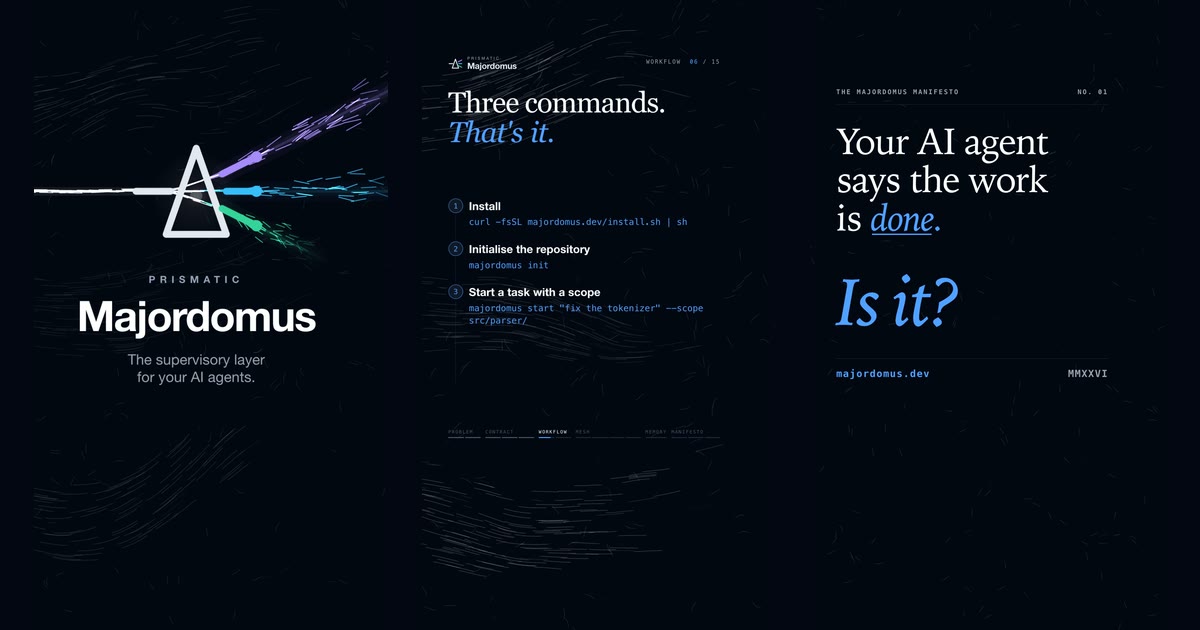 PRISMATIC
Majordomus
The supervisory layer
for your AI agents.
PRISMATIC
Majordomus
WORKFLOW 06 / 15
Three commands.
That's it.
1 Install
curl -fsSL majordomus.dev/install.sh | sh
2 Initialise the repository
majordomus init
3 Start a task with a scope
majordomus start "fix the tokenizer" --scope
src/parser/
PROBLEM CONTRACT WORKFLOW MESH MEMORY MANIFESTO
THE MAJORDOMUS MANIFESTO NO. 01
Your AI agent
says the work
is done.
Is it?
majordomus.dev MMXXVI